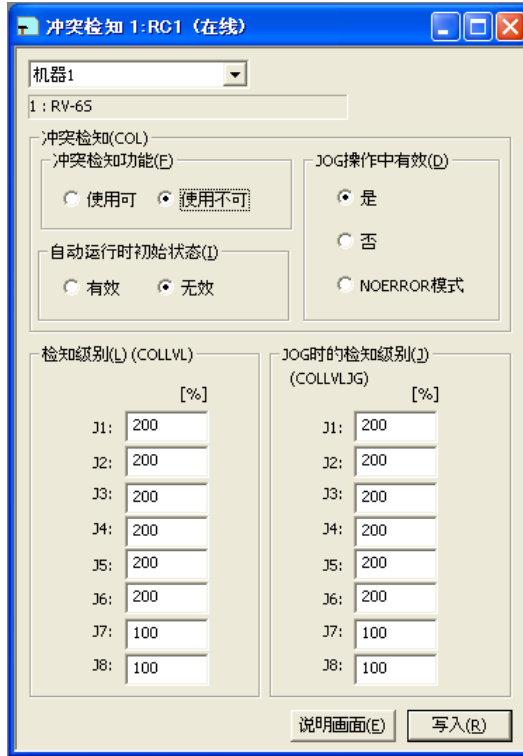 冲突检知 1:RC1 (在线)
机器1
1 : RV-6S
冲突检知(COL)
冲突检知功能(F)
使用可 使用不可
JOG操作中有效(D)
是
否
NOERROR模式
自动运行时初始状态(I)
有效 无效
检知级别(L) (COLLVL)
[%]
J1: 200
J2: 200
J3: 200
J4: 200
J5: 200
J6: 200
J7: 100
J8: 100
JOG时的检知级别(J)
(COLLVLJG)
[%]
J1: 200
J2: 200
J3: 200
J4: 200
J5: 200
J6: 200
J7: 100
J8: 100
说明画面(E) 写入(R)